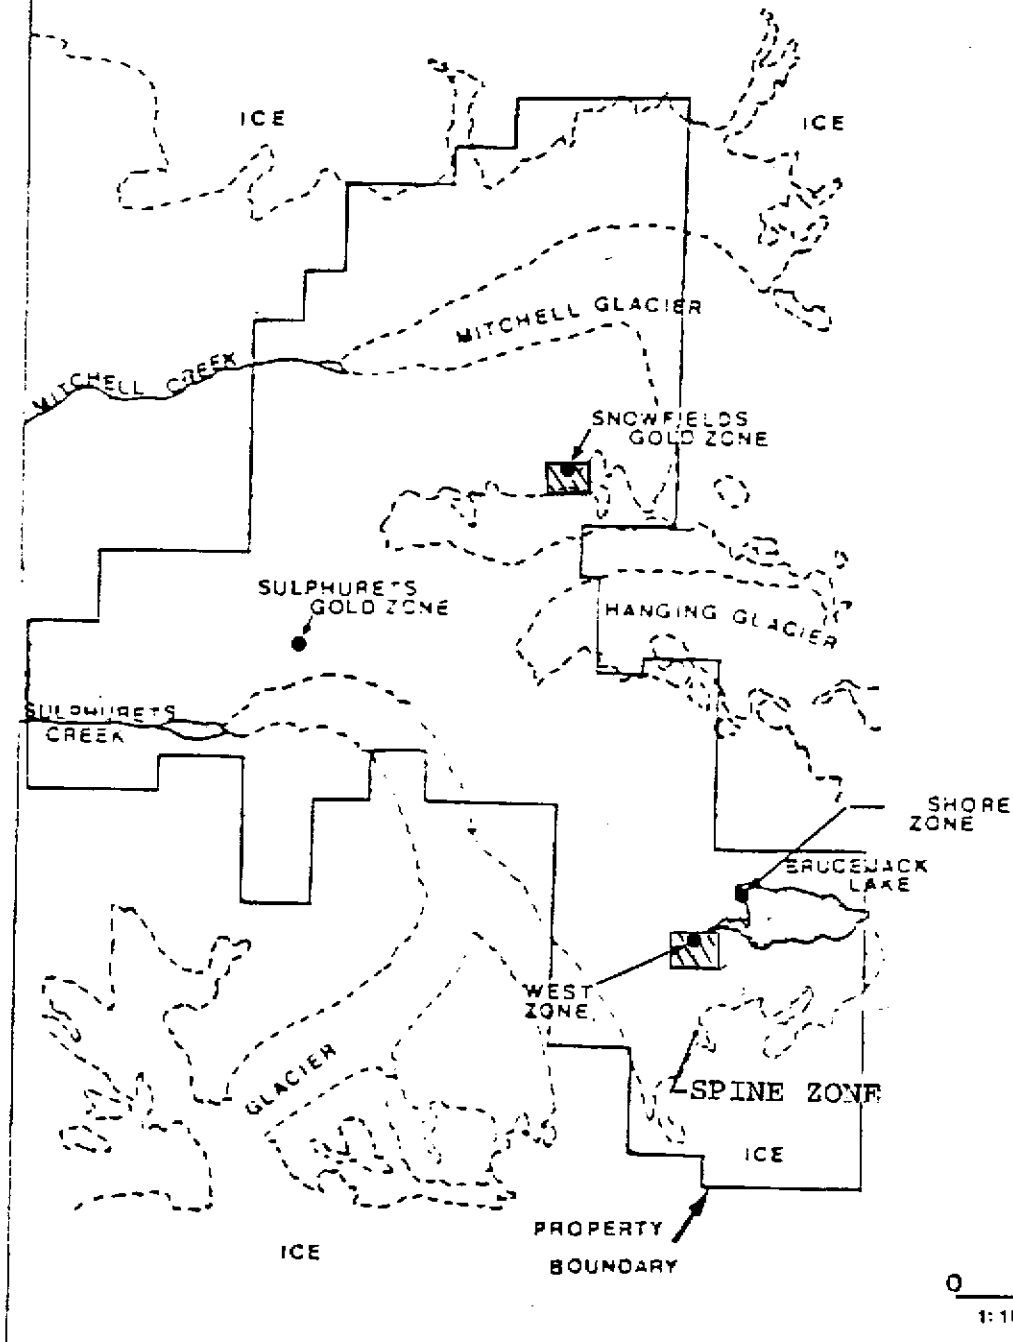 ICE
ICE
MITCHELL GLACIER
MITCHELL CREEK
SNOWFIELDS
GOLD ZONE
SULPHURETS
GOLD ZONE
HANGING GLACIER
SULPHURETS
CREEK
SHORE
ZONE
BRUCEJACK
LAKE
WEST
ZONE
GLACIER
SPINE ZONE
ICE
PROPERTY
BOUNDARY
ICE
0